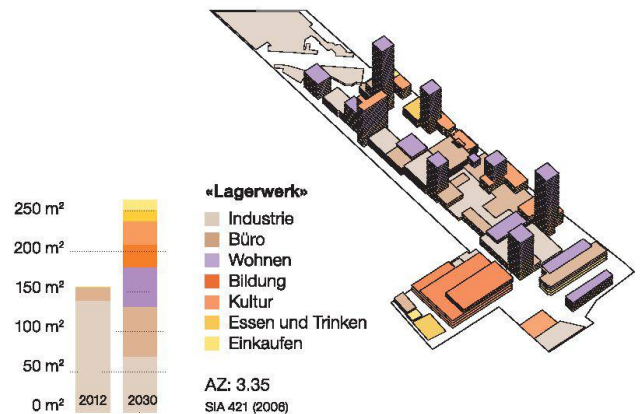 250 m²
200 m²
150 m²
100 m²
50 m²
0 m²
2012
2030
«Lagerwerk»
Industrie
Büro
Wohnen
Bildung
Kultur
Essen und Trinken
Einkaufen
AZ: 3.35
SIA 421 (2006)